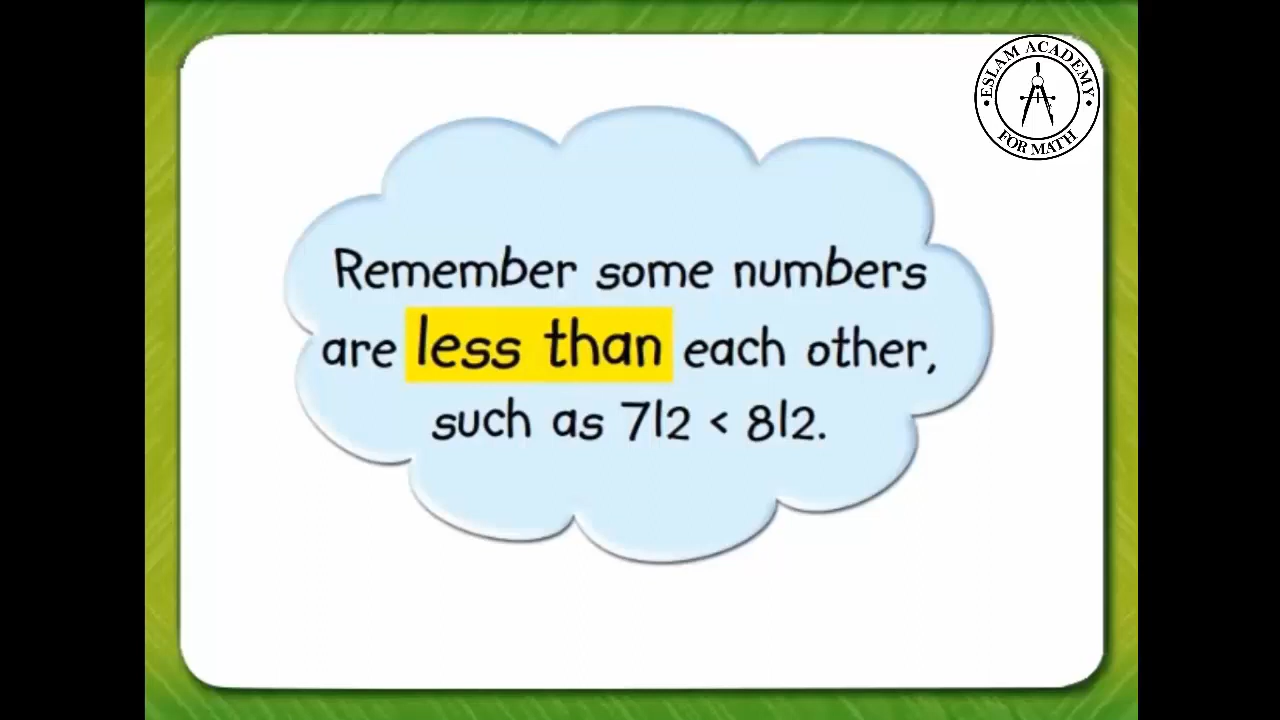 ESLAM ACADEMY
FOR MATH
Remember some numbers
are less than each other,
such as 712 < 812.